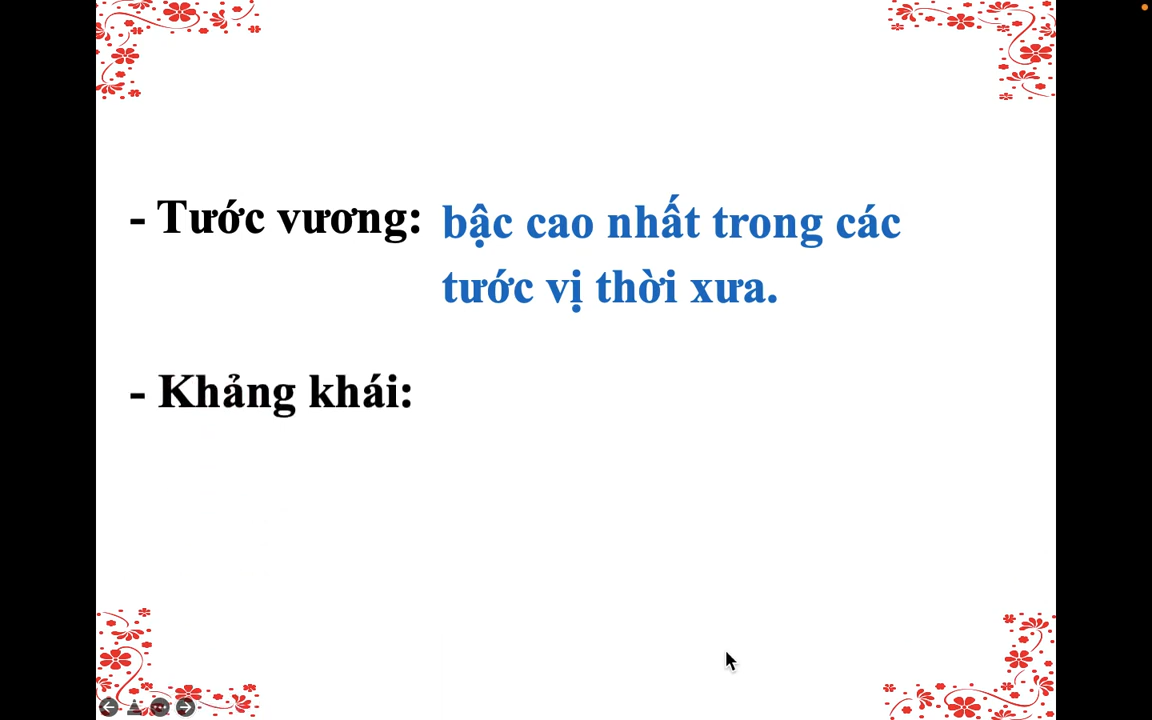 - Tước vương: bậc cao nhất trong các
tước vị thời xưa.
- Khảng khái: